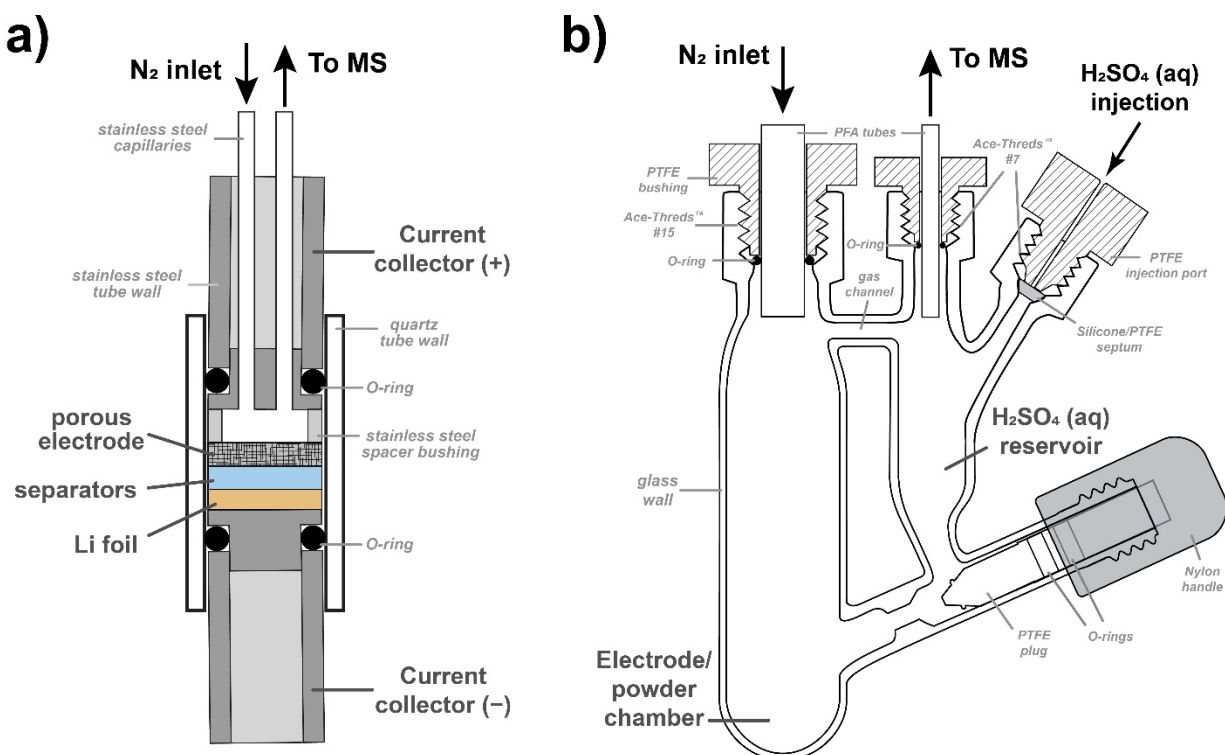 a)
N₂ inlet
To MS
stainless steel
capillaries
Current
collector (+)
stainless steel
tube wall
quartz
tube wall
O-ring
porous
electrode
stainless steel
spacer bushing
separators
Li foil
O-ring
Current
collector (−)
b)
N₂ inlet
To MS
H₂SO₄ (aq)
injection
PFA tubes
Ace-Threds™
#7
PTFE
bushing
Ace-Threds™
#15
O-ring
O-ring
gas
channel
PTFE
injection port
Silicone/PTFE
septum
H₂SO₄ (aq)
reservoir
glass
wall
Nylon
handle
O-rings
PTFE
plug
Electrode/
powder
chamber